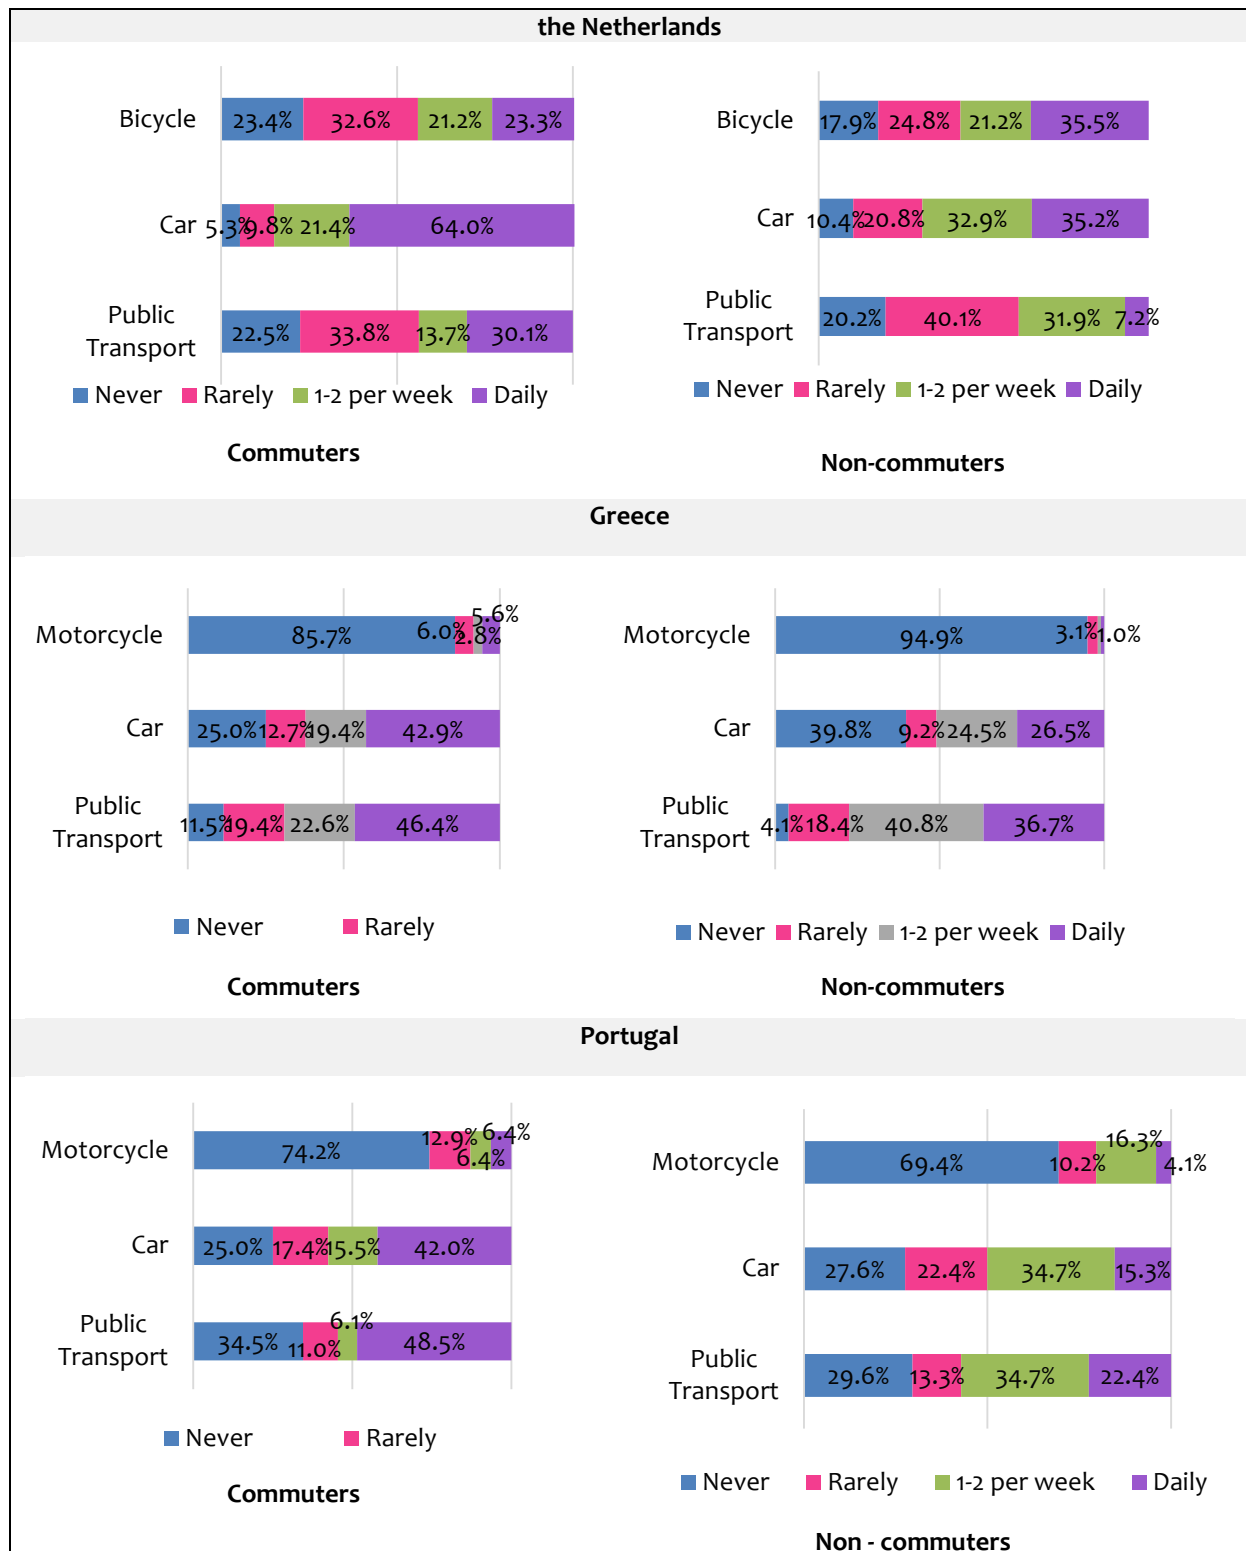 the Netherlands
Bicycle 23.4% 32.6% 21.2% 23.3%
Car 5.3% 9.8% 21.4% 64.0%
Public
Transport 22.5% 33.8% 13.7% 30.1%
Never Rarely 1-2 per week Daily
Commuters
Bicycle 17.9% 24.8% 21.2% 35.5%
Car 10.4% 20.8% 32.9% 35.2%
Public
Transport 20.2% 40.1% 31.9% 7.2%
Never Rarely 1-2 per week Daily
Non-commuters
Greece
Motorcycle 85.7% 6.0% 2.8% 5.6%
Car 25.0% 12.7% 19.4% 42.9%
Public
Transport 11.5% 19.4% 22.6% 46.4%
Never Rarely
Commuters
Motorcycle 94.9% 3.1% 1.0%
Car 39.8% 9.2% 24.5% 26.5%
Public
Transport 4.1% 18.4% 40.8% 36.7%
Never Rarely 1-2 per week Daily
Non-commuters
Portugal
Motorcycle 74.2% 12.9% 6.4% 6.4%
Car 25.0% 17.4% 15.5% 42.0%
Public
Transport 34.5% 11.0% 6.1% 48.5%
Never Rarely
Commuters
Motorcycle 69.4% 10.2% 16.3% 4.1%
Car 27.6% 22.4% 34.7% 15.3%
Public
Transport 29.6% 13.3% 34.7% 22.4%
Never Rarely 1-2 per week Daily
Non - commuters